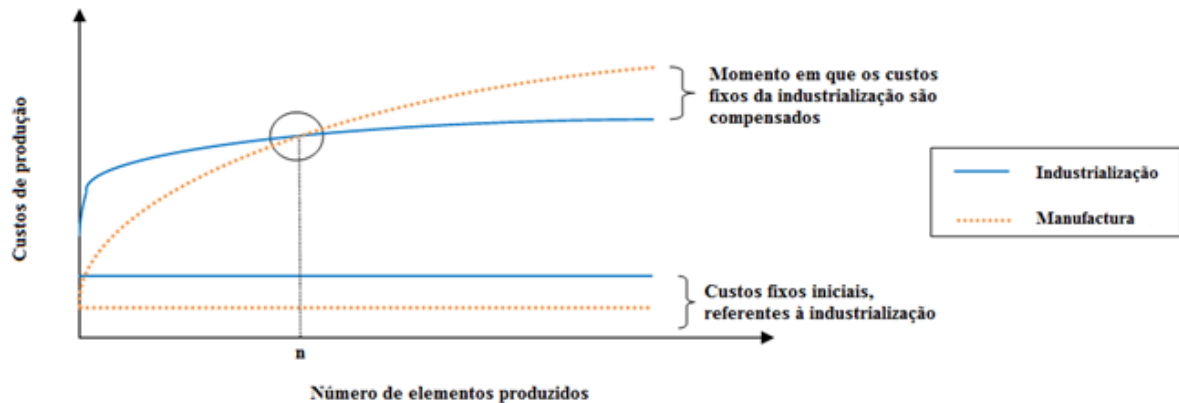 Custos de produção
Momento em que os custos
fixos da industrialização são
compensados
Industrialização
Manufactura
Custos fixos iniciais,
referentes à industrialização
n
Número de elementos produzidos